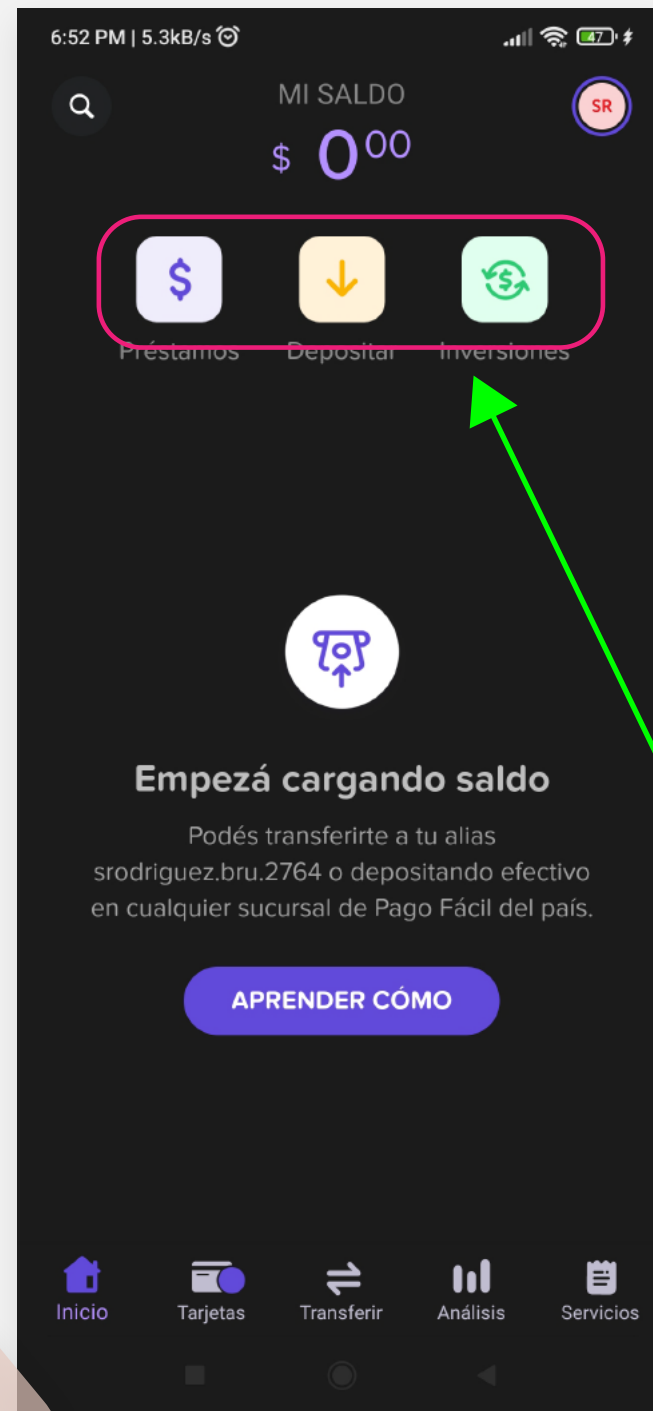 6:52 PM | 5.3kB/s 47
MI SALDO
$ 0 00
SR
$
$
Préstamos Depositar Inversiones
Empezá cargando saldo
Podés transferirte a tu alias
srodriguez.bru.2764 o depositando efectivo
en cualquier sucursal de Pago Fácil del país.
APRENDER CÓMO
Inicio Tarjetas Transferir Análisis Servicios